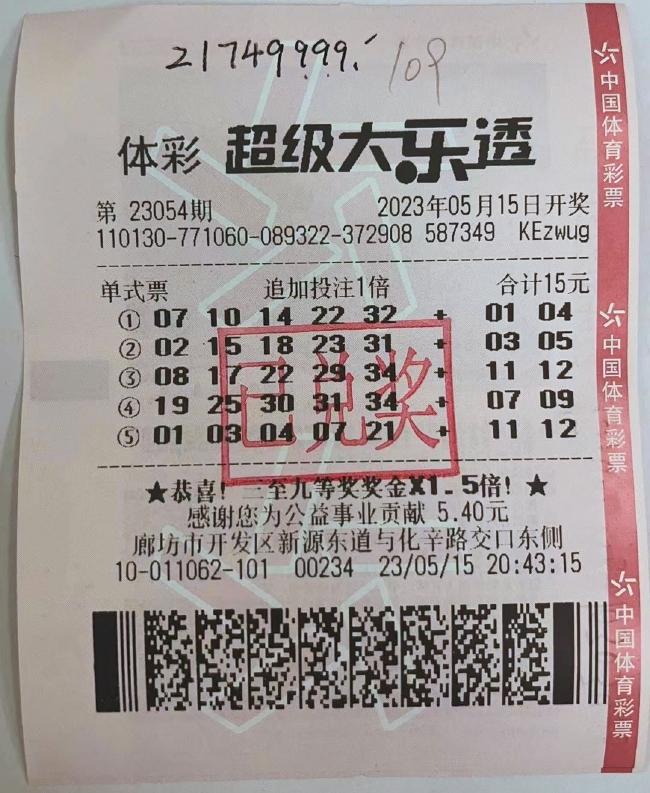 21749999.
109
体彩 超级大乐透
第 23054期 2023年05月15日开奖
110130-771060-089322-372908 587349 KEzwug
单式票 追加投注1倍 合计15元
① 07 10 14 22 32 + 01 04
② 02 15 18 23 31 + 03 05
③ 08 17 22 29 34 + 11 12
④ 19 25 30 31 34 + 07 09
⑤ 01 03 04 07 21 + 11 12
已兑奖
★恭喜! 三至九等奖奖金X1.5倍! ★
感谢您为公益事业贡献 5.40元
廊坊市开发区新源东道与化辛路交口东侧
10-011062-101 00234 23/05/15 20:43:15
中国体育彩票
中国体育彩票
中国体育彩票